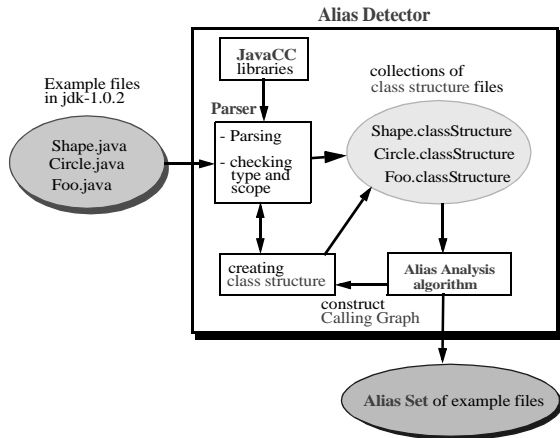 Alias Detector
JavaCC
libraries
Example files
in jdk-1.0.2
collections of
class structure files
Parser
Shape.java
Circle.java
Foo.java
- Parsing
- checking
type and
scope
Shape.classStructure
Circle.classStructure
Foo.classStructure
creating
class structure
Alias Analysis
algorithm
construct
Calling Graph
Alias Set of example files